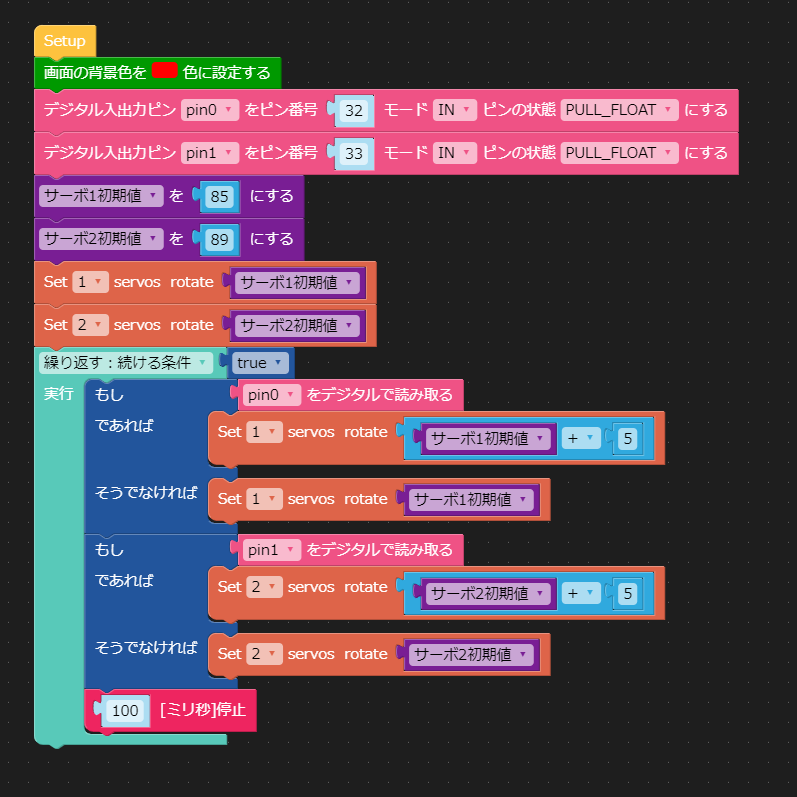 Setup
画面の背景色を 色に設定する
デジタル入出力ピン pin0 をピン番号 32 モード IN ピンの状態 PULL_FLOAT にする
デジタル入出力ピン pin1 をピン番号 33 モード IN ピンの状態 PULL_FLOAT にする
サーボ1初期値 を 85 にする
サーボ2初期値 を 89 にする
Set 1 servos rotate サーボ1初期値
Set 2 servos rotate サーボ2初期値
繰り返す：続ける条件 true
実行 もし pin0 をデジタルで読み取る
であれば Set 1 servos rotate サーボ1初期値 + 5
そうでなければ Set 1 servos rotate サーボ1初期値
もし pin1 をデジタルで読み取る
であれば Set 2 servos rotate サーボ2初期値 + 5
そうでなければ Set 2 servos rotate サーボ2初期値
100 [ミリ秒]停止